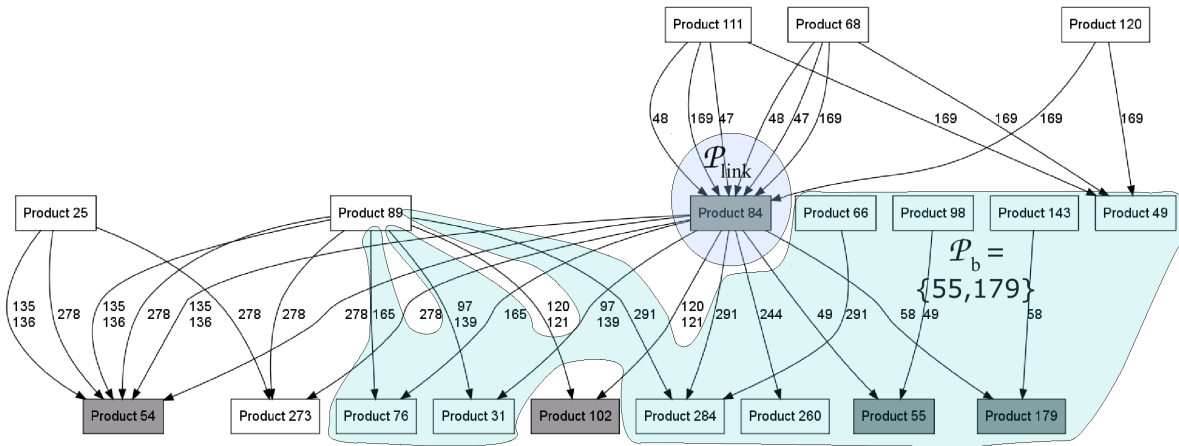 Product 111
Product 68
Product 120
48
169
47
48
47
169
169
169
169
169
𝒫link
Product 25
Product 89
Product 84
Product 66
Product 98
Product 143
Product 49
𝒫b =
{55,179}
135
136
278
135
136
278
135
136
278
278
278
165
278
97
139
165
120
121
97
139
291
120
121
291
244
49
291
58
49
58
Product 54
Product 273
Product 76
Product 31
Product 102
Product 284
Product 260
Product 55
Product 179